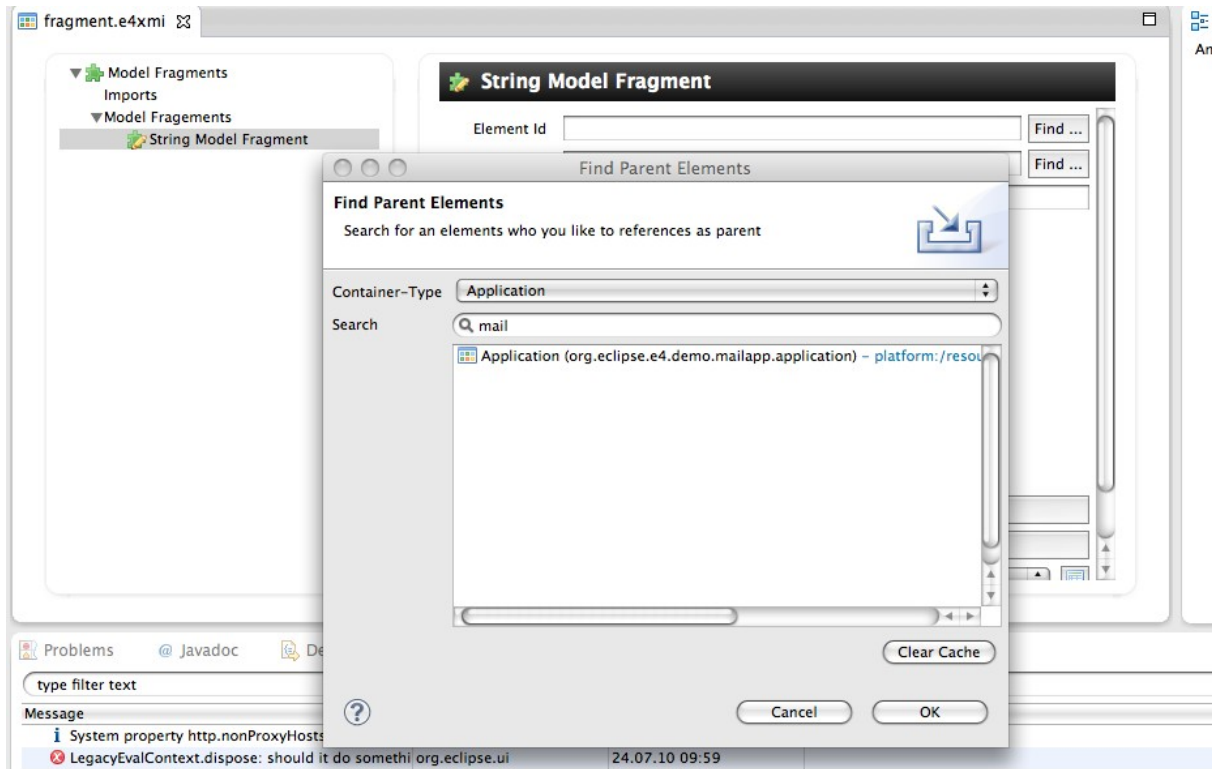 fragment.e4xmi
Model Fragments
Imports
Model Fragements
String Model Fragment
String Model Fragment
Element Id
Find ...
Find ...
Find Parent Elements
Find Parent Elements
Search for an elements who you like to references as parent
Container-Type Application
Search mail
Application (org.eclipse.e4.demo.mailapp.application) - platform:/resou
Clear Cache
? Cancel OK
Problems @ Javadoc De
type filter text
Message
System property http.nonProxyHosts
LegacyEvalContext.dispose: should it do somethi org.eclipse.ui 24.07.10 09:59
An